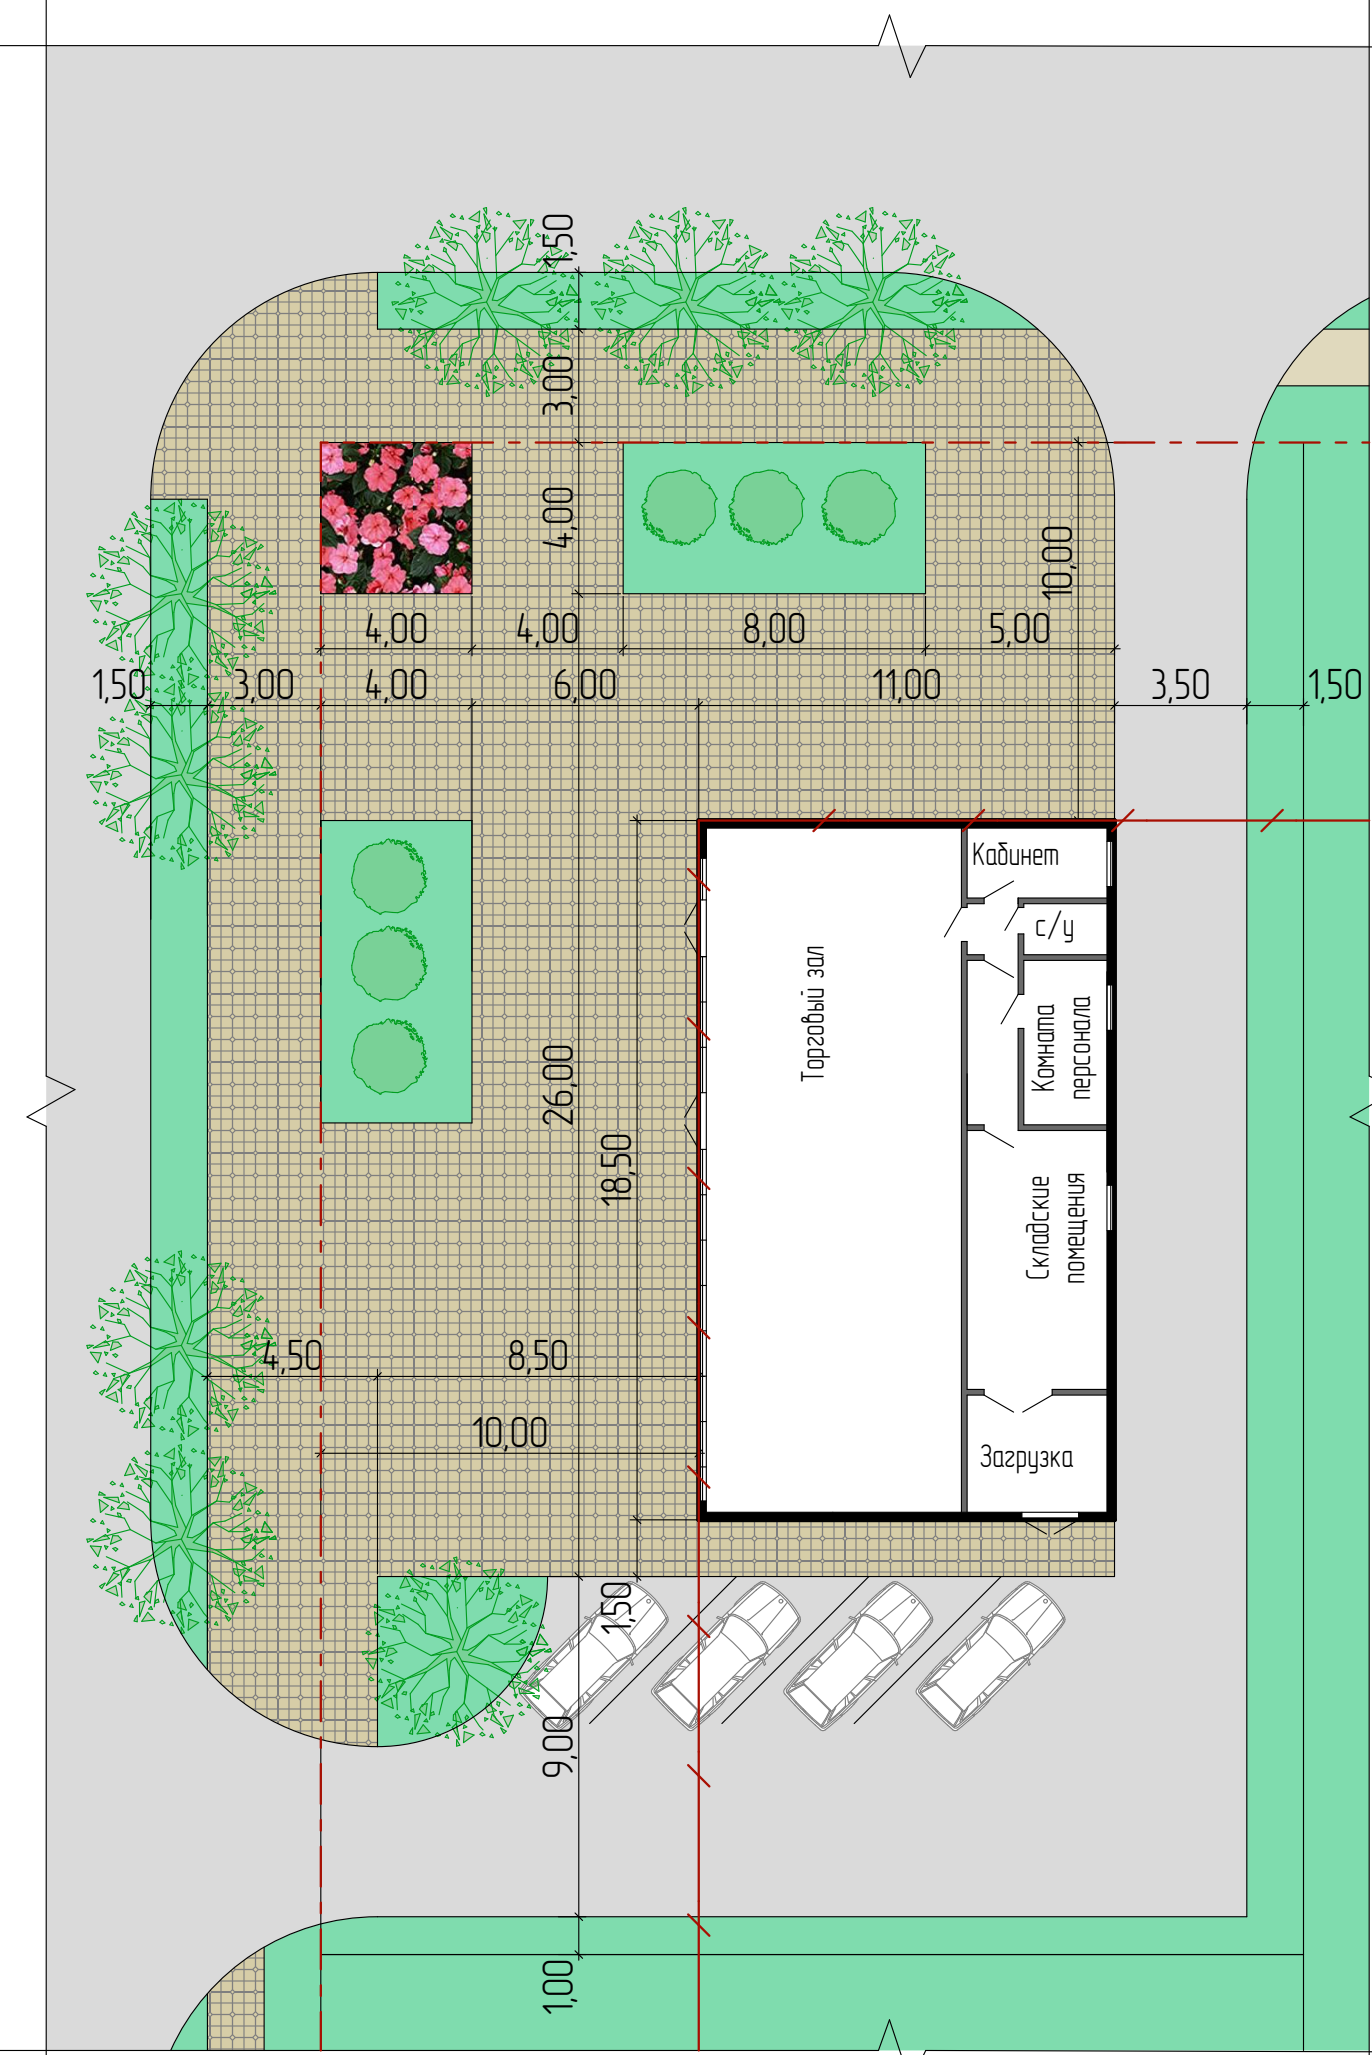 1,50
3,00
4,00
10,00
4,00
4,00
8,00
5,00
1,50
3,00
4,00
6,00
11,00
3,50
1,50
Кабинет
с/у
Торговый зал
Комната
персонала
26,00
18,50
Складские
помещения
4,50
8,50
10,00
Загрузка
1,50
9,00
1,00